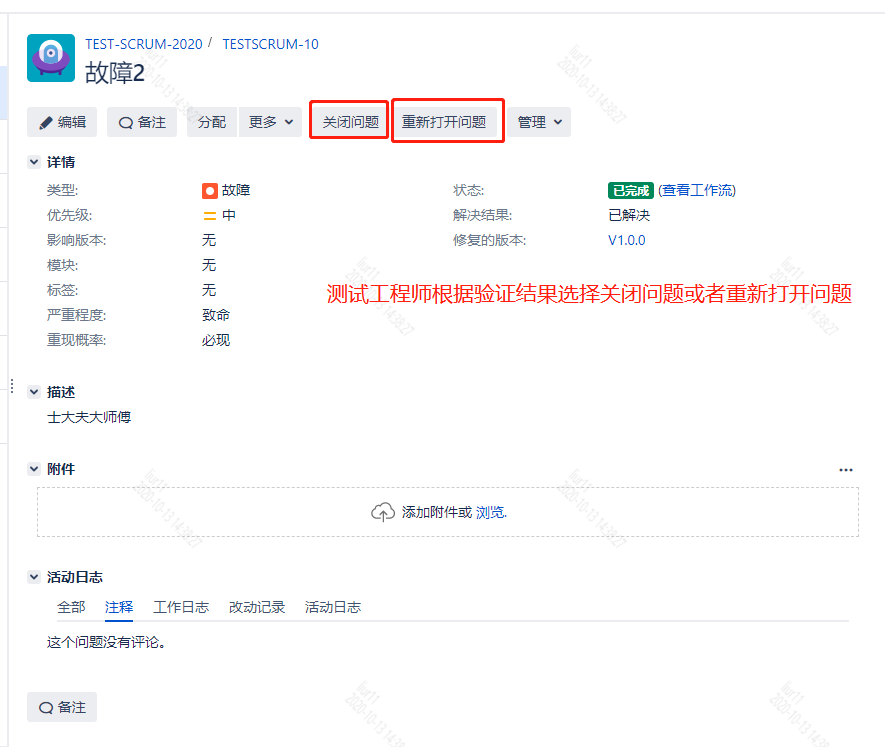 TEST-SCRUM-2020 / TESTSCRUM-10
故障2
编辑 备注 分配 更多 关闭问题 重新打开问题 管理
详情
类型: 故障 状态: 已完成 (查看工作流)
优先级: 中 解决结果: 已解决
影响版本: 无 修复的版本: V1.0.0
模块: 无
标签: 无
测试工程师根据验证结果选择关闭问题或者重新打开问题
严重程度: 致命
重现概率: 必现
描述
士大夫大师傅
附件
添加附件或 浏览.
活动日志
全部 注释 工作日志 改动记录 活动日志
这个问题没有评论。
备注